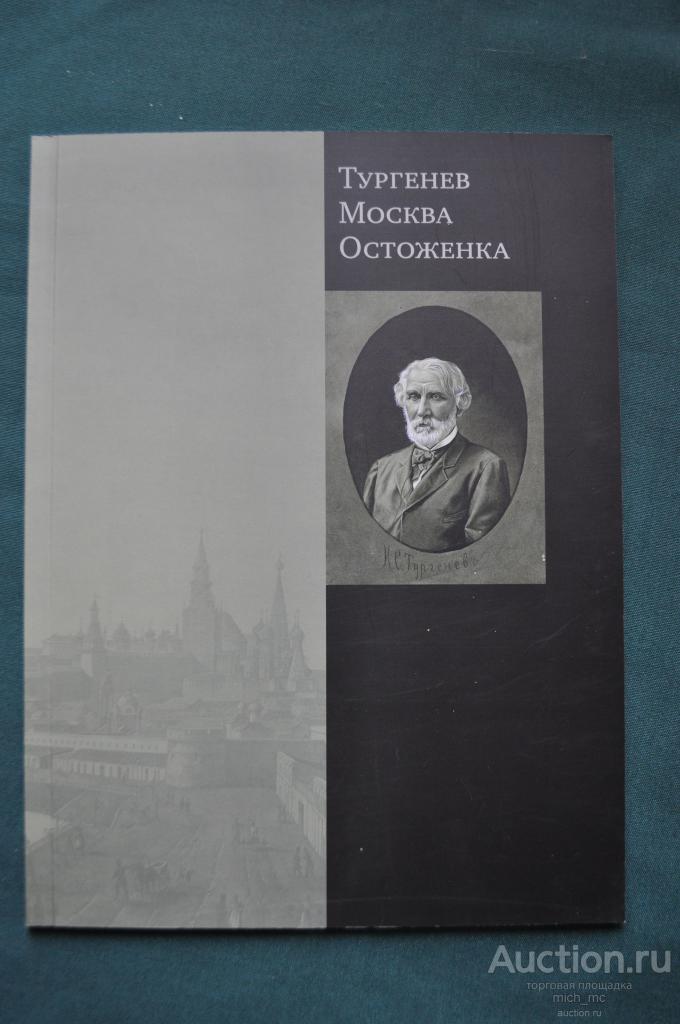 Тургенев
Москва
Остоженка
И.С. Тургеневъ
Auction.ru
торговая площадка
mich_mc
auction.ru